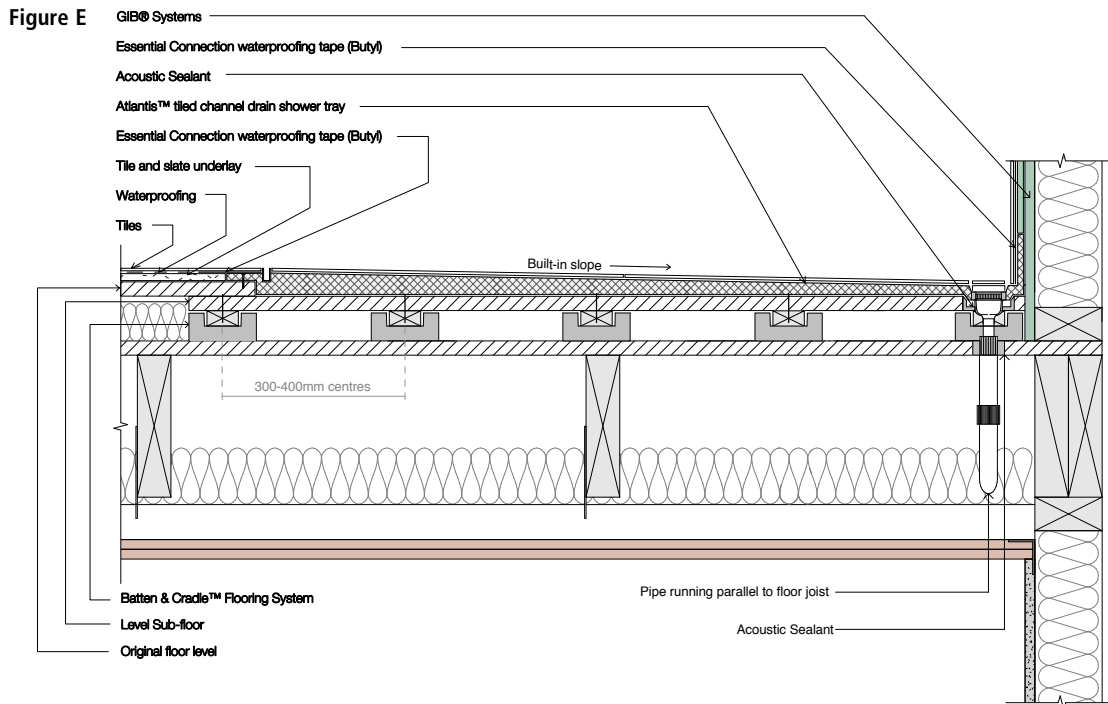 Figure E
GIB® Systems
Essential Connection waterproofing tape (Butyl)
Acoustic Sealant
Atlantis™ tiled channel drain shower tray
Essential Connection waterproofing tape (Butyl)
Tile and slate underlay
Waterproofing
Tiles
Built-in slope
300-400mm centres
Batten & Cradle™ Flooring System
Level Sub-floor
Original floor level
Pipe running parallel to floor joist
Acoustic Sealant